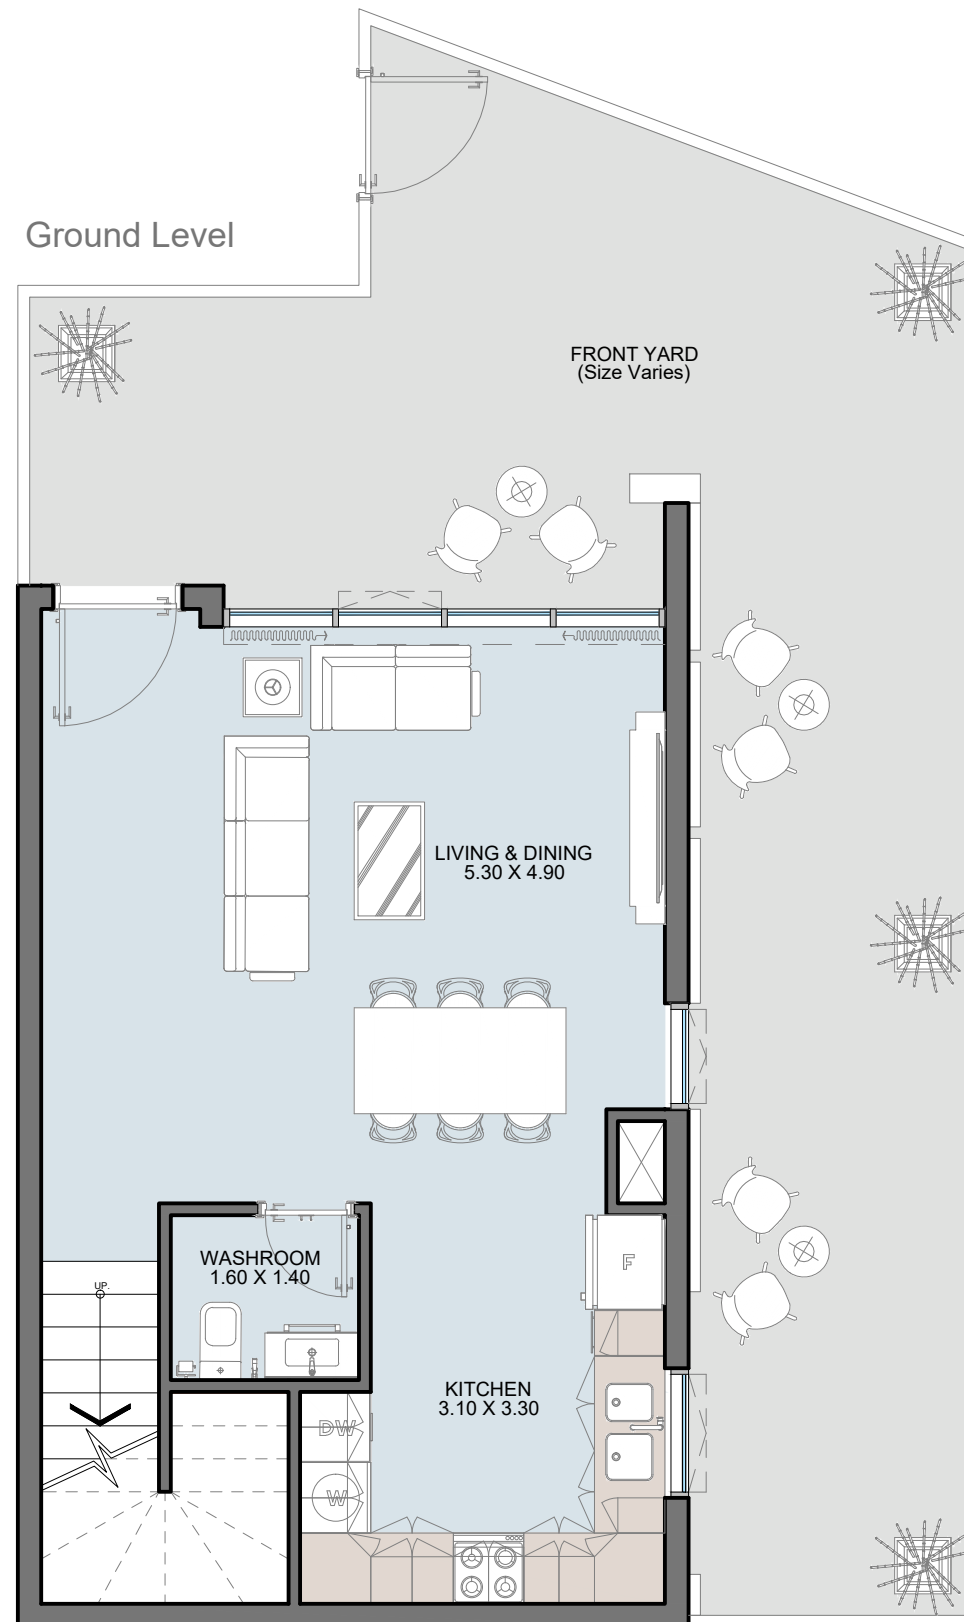 Ground Level
FRONT YARD
(Size Varies)
LIVING & DINING
5.30 X 4.90
WASHROOM
1.60 X 1.40
UP.
F
KITCHEN
3.10 X 3.30
DW
W